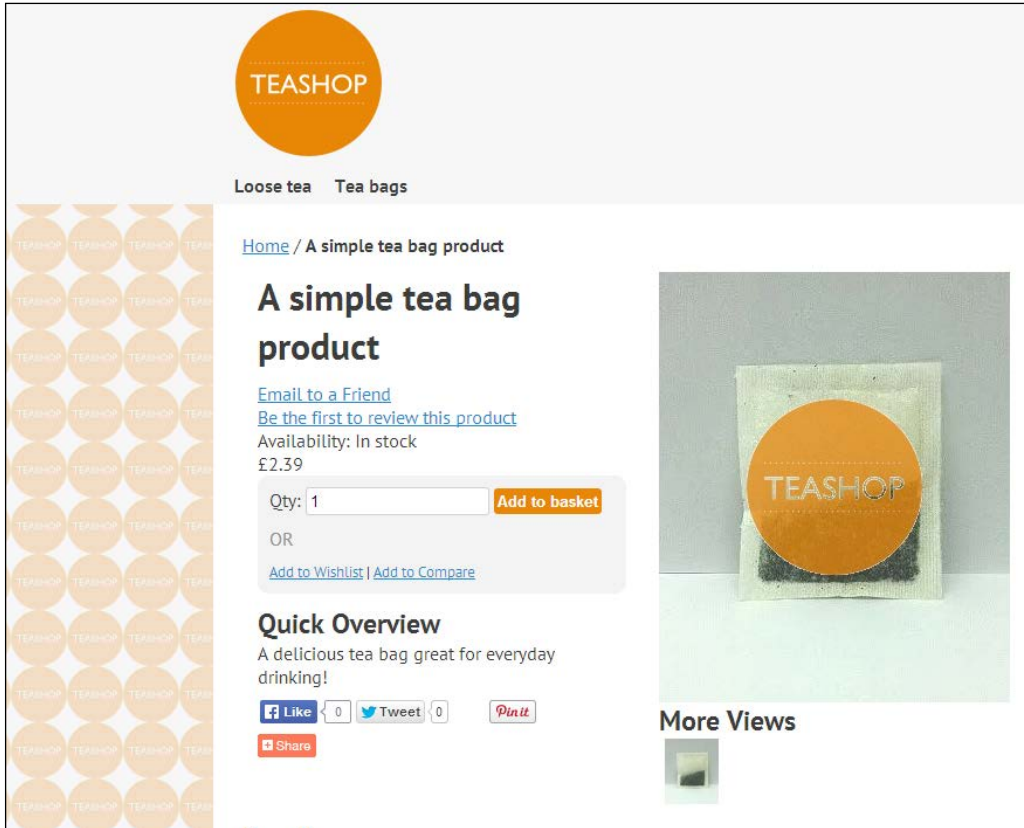 TEASHOP
Loose tea Tea bags
Home / A simple tea bag product
A simple tea bag
product
Email to a Friend
Be the first to review this product
Availability: In stock
£2.39
Qty: 1 Add to basket
OR
Add to Wishlist | Add to Compare
Quick Overview
A delicious tea bag great for everyday
drinking!
Like 0 Tweet 0 Pin it
Share
TEASHOP
More Views